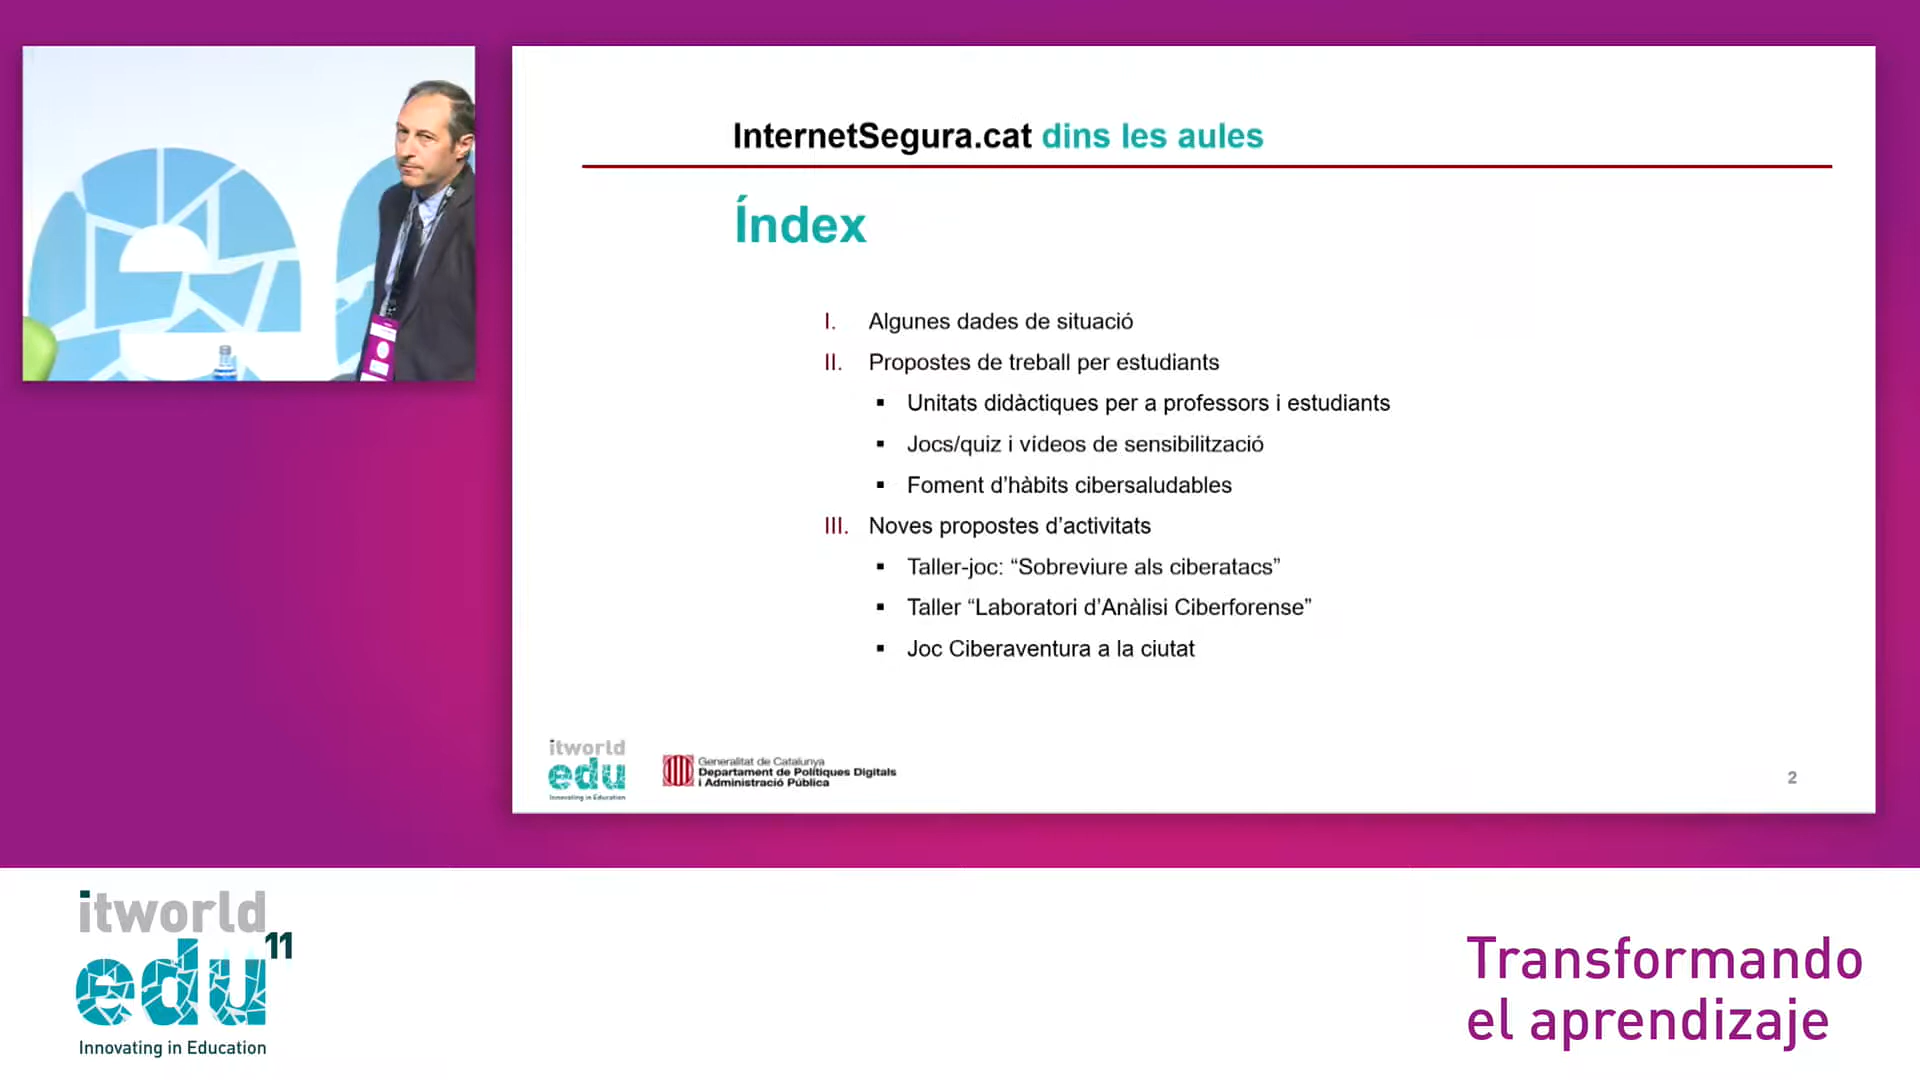 InternetSegura.cat dins les aules
Índex
I. Algunes dades de situació
II. Propostes de treball per estudiants
▪ Unitats didàctiques per a professors i estudiants
▪ Jocs/quiz i vídeos de sensibilització
▪ Foment d’hàbits cibersaludables
III. Noves propostes d’activitats
▪ Taller-joc: “Sobreviure als ciberatacs”
▪ Taller “Laboratori d’Anàlisi Ciberforense”
▪ Joc Ciberaventura a la ciutat
itworld
edu
Innovating in Education
Generalitat de Catalunya
Departament de Polítiques Digitals
i Administració Pública
2
itworld
edu 11
Innovating in Education
Transformando
el aprendizaje